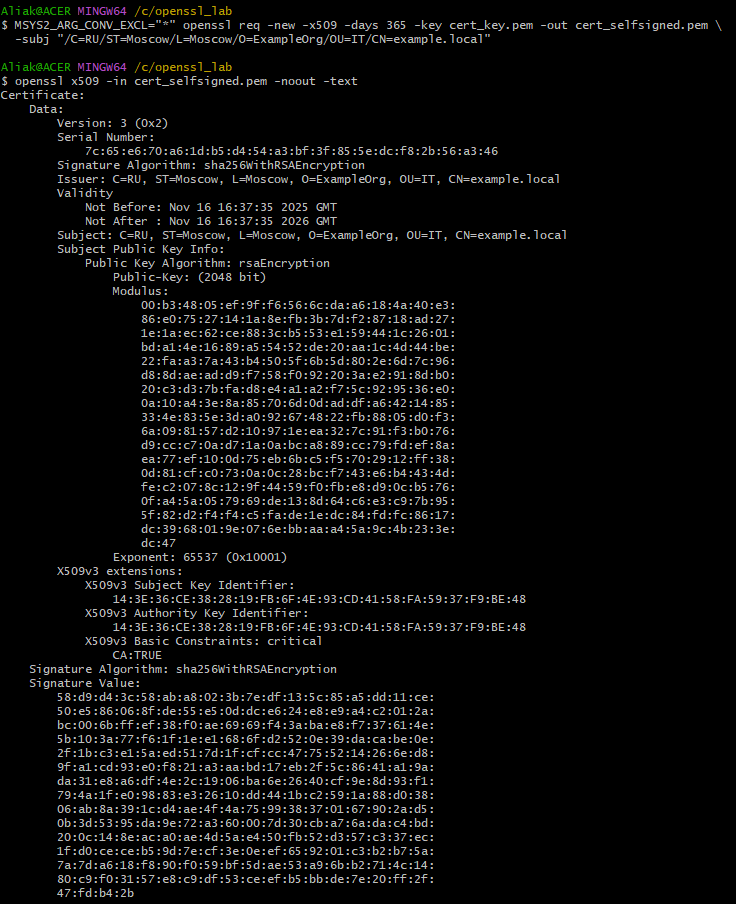 Aliak@ACER MINGW64 /c/openssl_lab
$ MSYS2_ARG_CONV_EXCL="*" openssl req -new -x509 -days 365 -key cert_key.pem -out cert_selfsigned.pem \
  -subj "/C=RU/ST=Moscow/L=Moscow/O=ExampleOrg/OU=IT/CN=example.local"

Aliak@ACER MINGW64 /c/openssl_lab
$ openssl x509 -in cert_selfsigned.pem -noout -text
Certificate:
    Data:
        Version: 3 (0x2)
        Serial Number:
            7c:65:e6:70:a6:1d:b5:d4:54:a3:bf:3f:85:5e:dc:f8:2b:56:a3:46
        Signature Algorithm: sha256WithRSAEncryption
        Issuer: C=RU, ST=Moscow, L=Moscow, O=ExampleOrg, OU=IT, CN=example.local
        Validity
            Not Before: Nov 16 16:37:35 2025 GMT
            Not After : Nov 16 16:37:35 2026 GMT
        Subject: C=RU, ST=Moscow, L=Moscow, O=ExampleOrg, OU=IT, CN=example.local
        Subject Public Key Info:
            Public Key Algorithm: rsaEncryption
                Public-Key: (2048 bit)
                Modulus:
                    00:b3:48:05:ef:9f:f6:56:6c:da:a6:18:4a:40:e3:
                    86:e0:75:27:14:1a:8e:fb:3b:7d:f2:87:18:ad:27:
                    1e:1a:ec:62:ce:88:3c:b5:53:e1:59:44:1c:26:01:
                    bd:a1:4e:16:89:a5:54:52:de:20:aa:1c:4d:44:be:
                    22:fa:a3:7a:43:b4:50:5f:6b:5d:80:2e:6d:7c:96:
                    d8:8d:ae:ad:d9:f7:58:f0:92:20:3a:e2:91:8d:b0:
                    20:c3:d3:7b:fa:d8:e4:a1:a2:f7:5c:92:95:36:e0:
                    0a:10:a4:3e:8a:85:70:6d:0d:ad:df:a6:42:14:85:
                    33:4e:83:5e:3d:a0:92:67:48:22:fb:88:05:d0:f3:
                    6a:09:81:57:d2:10:97:1e:ea:32:7c:91:f3:b0:76:
                    d9:cc:c7:0a:d7:1a:0a:bc:a8:89:cc:79:fd:ef:8a:
                    ea:77:ef:10:0d:75:eb:6b:c5:f5:70:29:12:ff:38:
                    0d:81:cf:c0:73:0a:0c:28:bc:f7:43:e6:b4:43:4d:
                    fe:c2:07:8c:12:9f:44:59:f0:fb:e8:d9:0c:b5:76:
                    0f:a4:5a:05:79:69:de:13:8d:64:c6:e3:c9:7b:95:
                    5f:82:d2:f4:f4:c5:fa:de:1e:dc:84:fd:fc:86:17:
                    dc:39:68:01:9e:07:6e:bb:aa:a4:5a:9c:4b:23:3e:
                    dc:47
                Exponent: 65537 (0x10001)
        X509v3 extensions:
            X509v3 Subject Key Identifier:
                14:3E:36:CE:38:28:19:FB:6F:4E:93:CD:41:58:FA:59:37:F9:BE:48
            X509v3 Authority Key Identifier:
                14:3E:36:CE:38:28:19:FB:6F:4E:93:CD:41:58:FA:59:37:F9:BE:48
            X509v3 Basic Constraints: critical
                CA:TRUE
    Signature Algorithm: sha256WithRSAEncryption
    Signature Value:
        58:d9:d4:3c:58:ab:a8:02:3b:7e:df:13:5c:85:a5:dd:11:ce:
        50:e5:86:06:8f:de:55:e5:0d:dc:e6:24:e8:e9:a4:c2:01:2a:
        bc:00:6b:ff:ef:38:f0:ae:69:69:f4:3a:ba:e8:f7:37:61:4e:
        5b:10:3a:77:f6:1f:1e:e1:68:6f:d2:52:0e:39:da:ca:be:0e:
        2f:1b:c3:e1:5a:ed:51:7d:1f:cf:cc:47:75:52:14:26:6e:d8:
        9f:a1:cd:93:e0:f8:21:a3:aa:bd:17:eb:2f:5c:86:41:a1:9a:
        da:31:e8:a6:df:4e:2c:19:06:ba:6e:26:40:cf:9e:8d:93:f1:
        79:4a:1f:e0:98:83:e3:26:10:dd:44:1b:c2:59:1a:88:d0:38:
        06:ab:8a:39:1c:d4:ae:4f:4a:75:99:38:37:01:67:90:2a:d5:
        0b:3d:53:95:da:9e:72:a3:60:00:7d:30:cb:a7:6a:da:c4:bd:
        20:0c:14:8e:ac:a0:ae:4d:5a:e4:50:fb:52:d3:57:c3:37:ec:
        1f:d0:ce:ce:b5:9d:7e:cf:3e:0e:ef:65:92:01:c3:b2:b7:5a:
        7a:7d:a6:18:f8:90:f0:59:bf:5d:ae:53:a9:6b:b2:71:4c:14:
        80:c9:f0:31:57:e8:c9:df:53:ce:ef:b5:bb:de:7e:20:ff:2f:
        47:fd:b4:2b